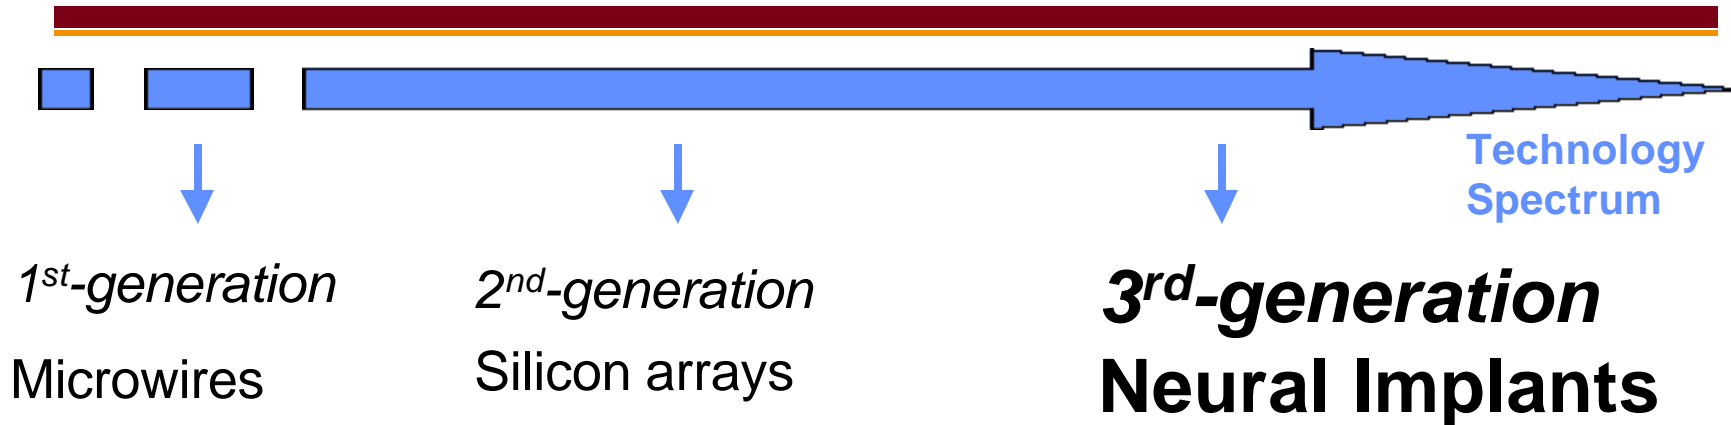 Technology
Spectrum
1st-generation
Microwires
2nd-generation
Silicon arrays
3rd-generation
Neural Implants